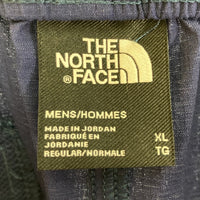 THE
NORTH
FACE
MENS/HOMMES
MADE IN JORDAN
FABRIQUÉ EN
JORDANIE
REGULAR/NORMALE
XL
TG